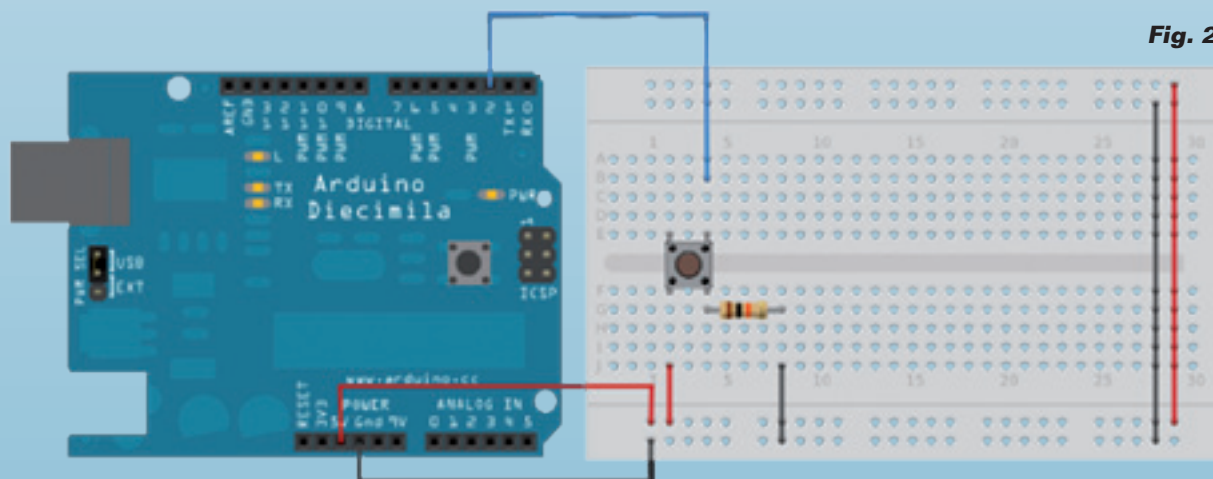 Fig. 2
AREF
GND
13
12
11
10
9
8
7
6
5
4
3
2
TX 1
RX 0
DIGITAL
PWM
PWM
PWM
PWM
PWM
PWM
L
TX
RX
Arduino
Diecimila
PWR
PWR SEL
USB
EXT
1
ICSP
www.arduino.cc
RESET
3V3
5V
Gnd
9V
POWER
ANALOG IN
0 1 2 3 4 5
1 5 10 15 20 25 30
A
B
C
D
E
F
G
H
I
J
1 5 10 15 20 25 30